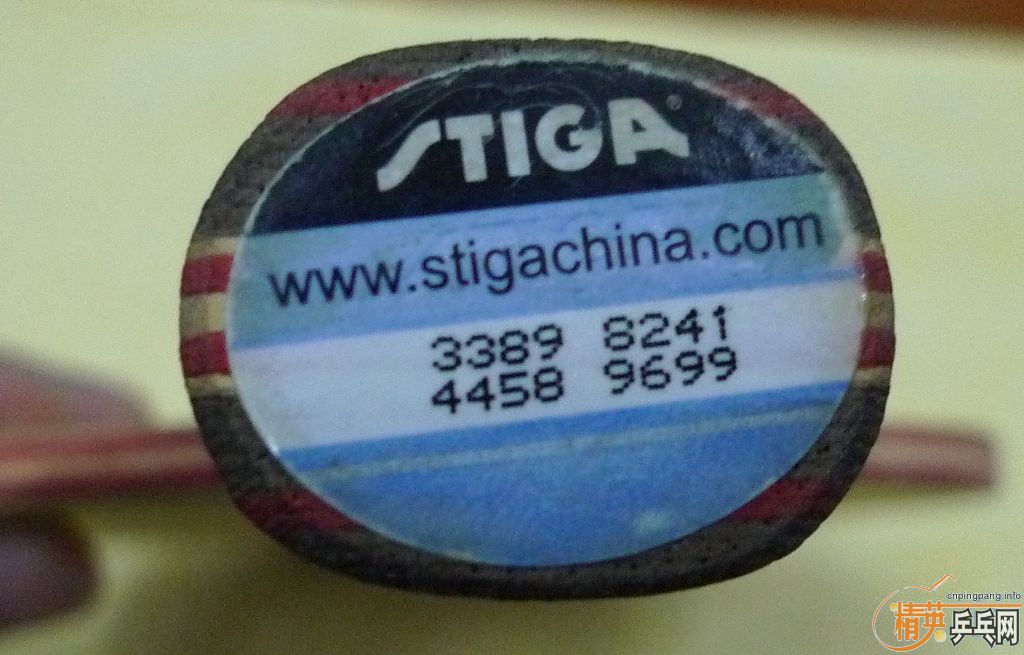 STIGA®
www.stigachina.com
3389 8241
4458 9699
cnpingpang.info
精英乒乓网